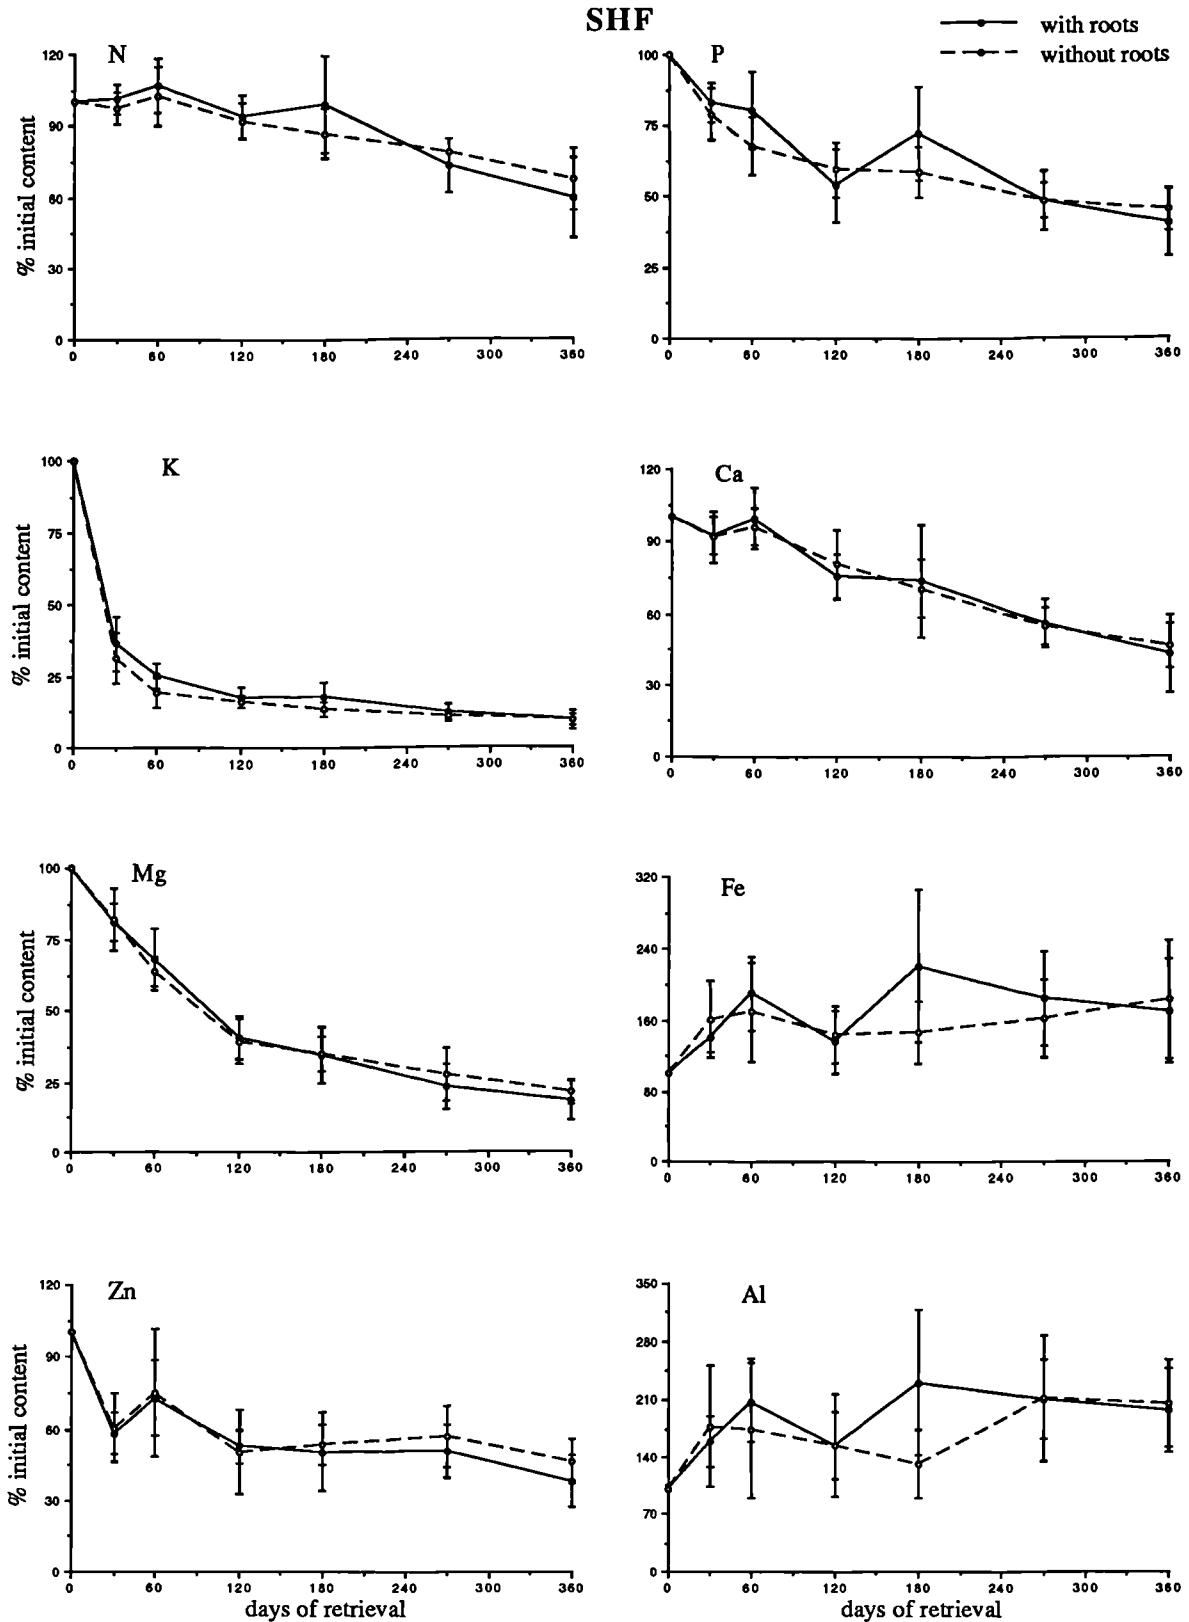 SHF
with roots
without roots
N
% initial content
120
90
60
30
0
0 60 120 180 240 300 360
P
100
75
50
25
0
0 60 120 180 240 300 360
K
% initial content
100
75
50
25
0
0 60 120 180 240 300 360
Ca
120
90
60
30
0
0 60 120 180 240 300 360
Mg
% initial content
100
75
50
25
0
0 60 120 180 240 300 360
Fe
320
240
160
80
0
0 60 120 180 240 300 360
Zn
% initial content
120
90
60
30
0
0 60 120 180 240 300 360
days of retrieval
Al
350
280
210
140
70
0
0 60 120 180 240 300 360
days of retrieval